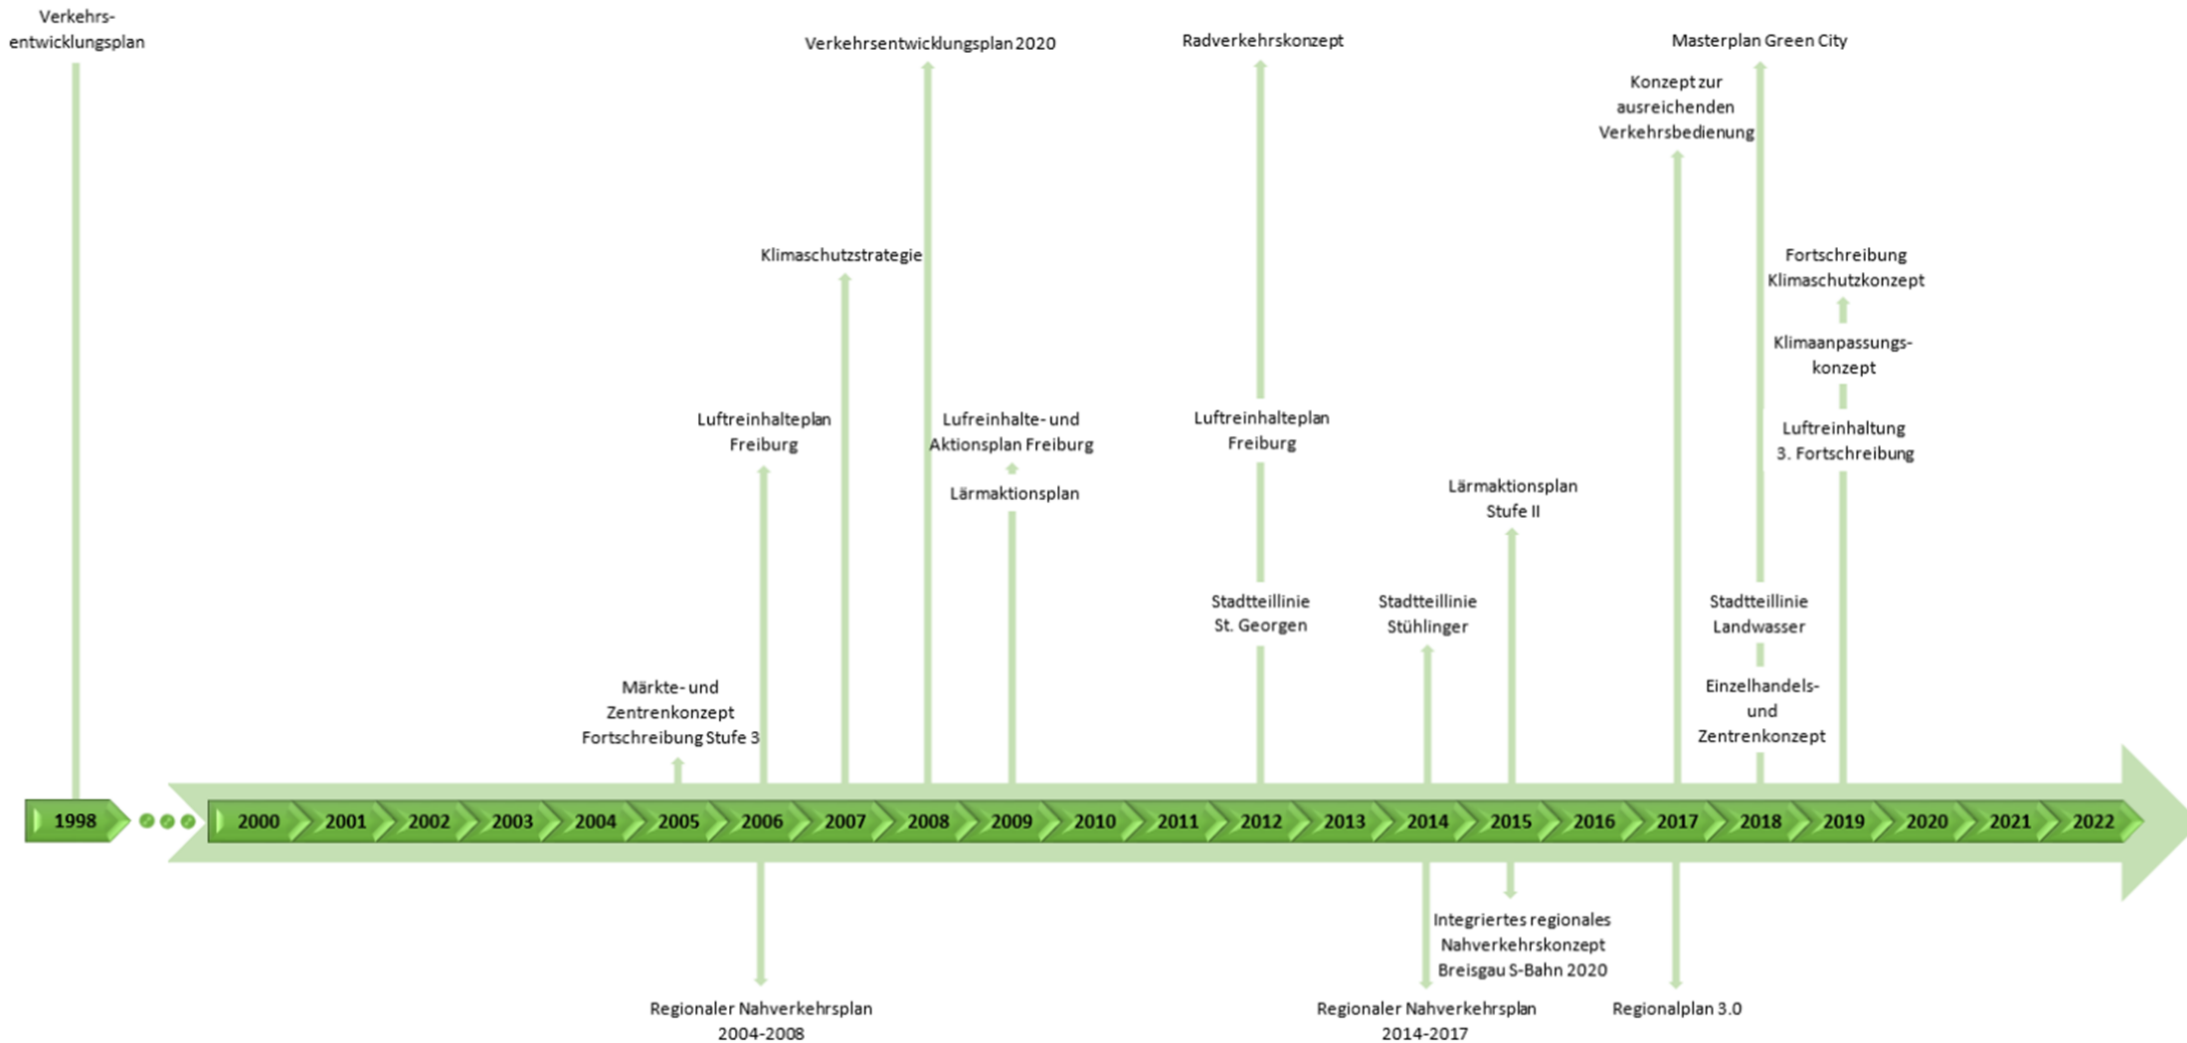 Verkehrs-
entwicklungsplan
Verkehrsentwicklungsplan 2020
Radverkehrskonzept
Masterplan Green City
Konzept zur
ausreichenden
Verkehrsbedienung
Klimaschutzstrategie
Fortschreibung
Klimaschutzkonzept
Klimaanpassungs-
konzept
Luftreinhalteplan
Freiburg
Lufreinhalte- und
Aktionsplan Freiburg
Lärmaktionsplan
Luftreinhalteplan
Freiburg
Luftreinhaltung
3. Fortschreibung
Lärmaktionsplan
Stufe II
Stadtteillinie
St. Georgen
Stadtteillinie
Stühlinger
Stadtteillinie
Landwasser
Märkte- und
Zentrenkonzept
Fortschreibung Stufe 3
Einzelhandels-
und
Zentrenkonzept
1998 2000 2001 2002 2003 2004 2005 2006 2007 2008 2009 2010 2011 2012 2013 2014 2015 2016 2017 2018 2019 2020 2021 2022
Integriertes regionales
Nahverkehrskonzept
Breisgau S-Bahn 2020
Regionaler Nahverkehrsplan
2004-2008
Regionaler Nahverkehrsplan
2014-2017
Regionalplan 3.0